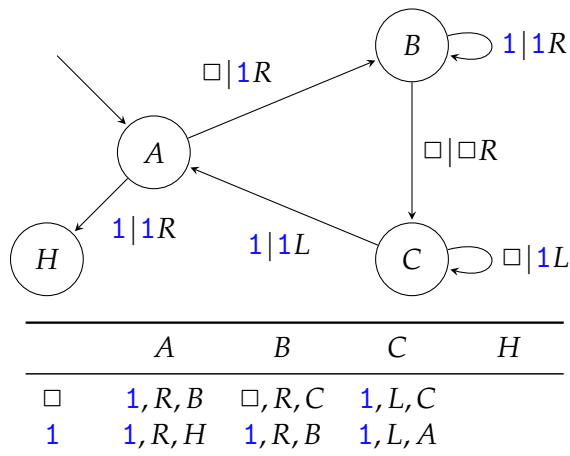 B
1|1R
□|1R
A
□|□R
1|1R
1|1L
H
C
□|1L
A B C H
□ 1, R, B □, R, C 1, L, C
1 1, R, H 1, R, B 1, L, A